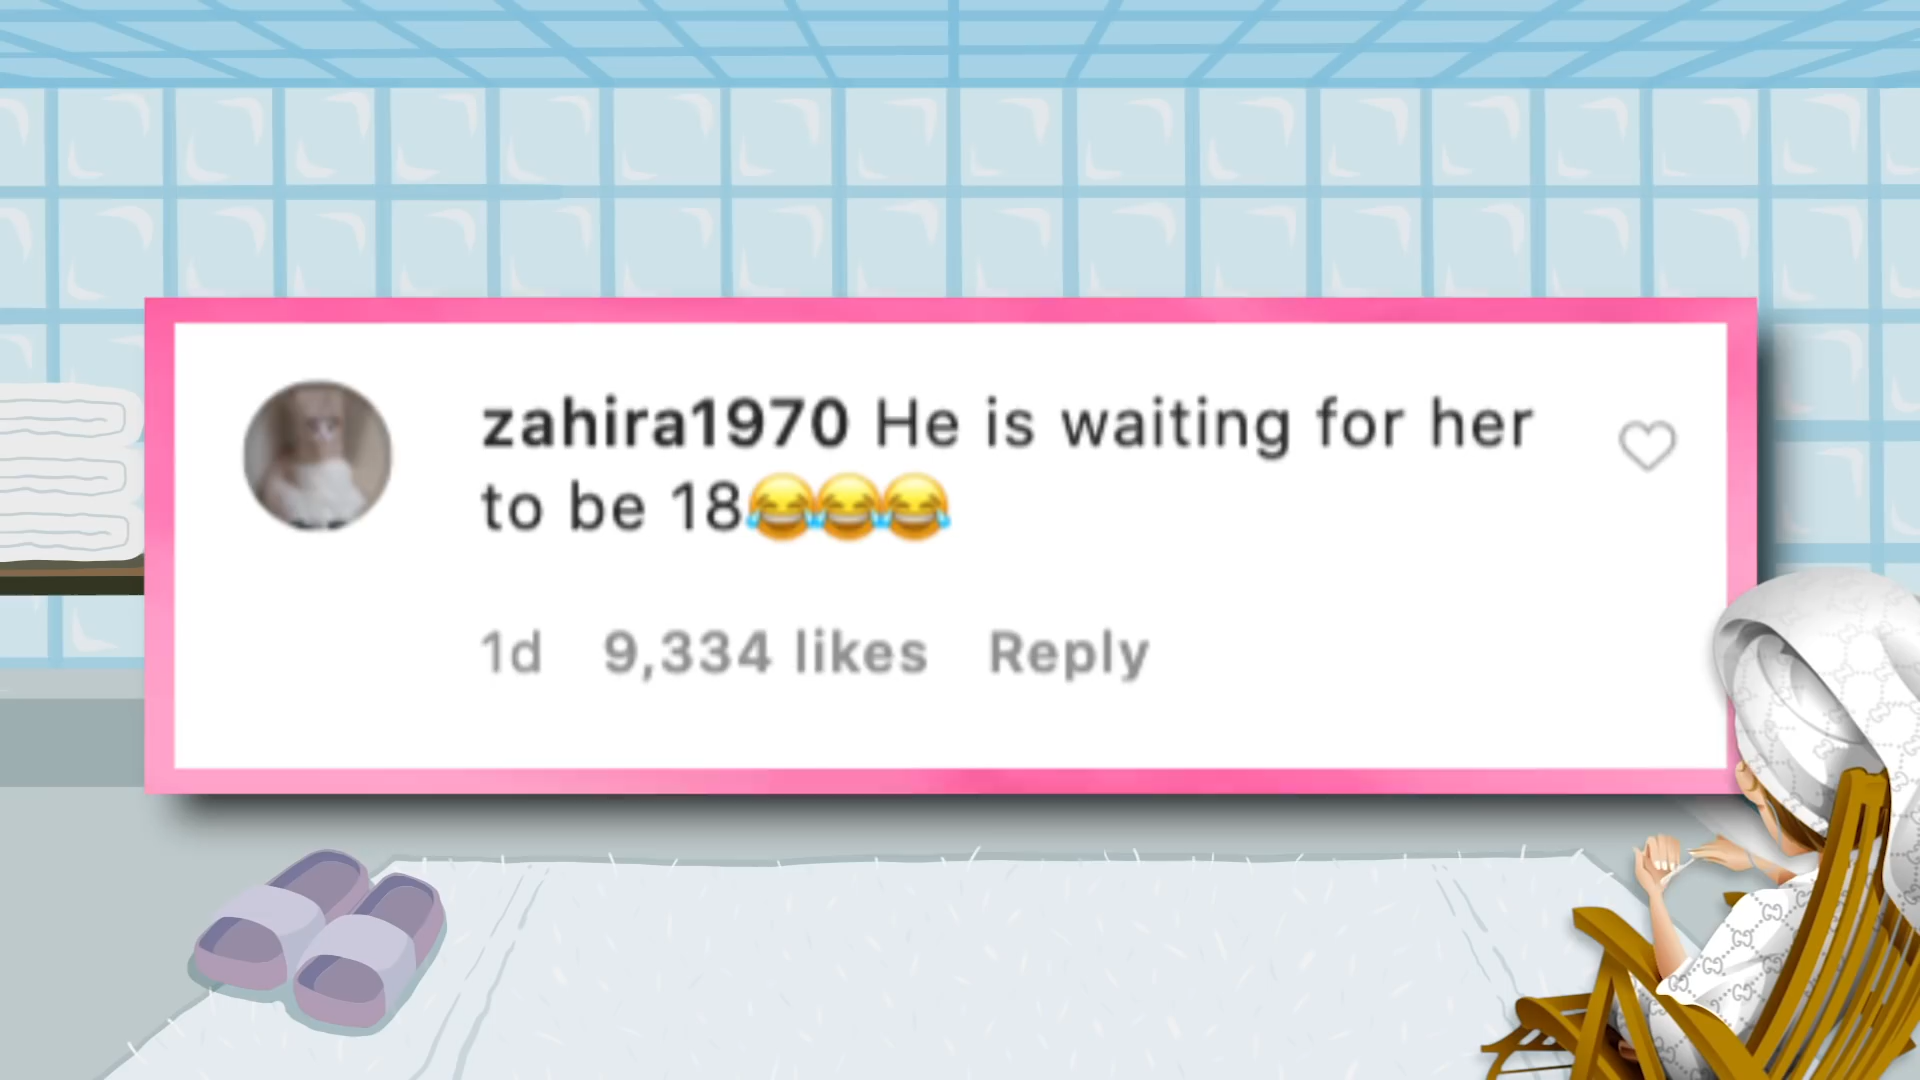 zahira1970 He is waiting for her
to be 18😂😂😂
1d 9,334 likes Reply